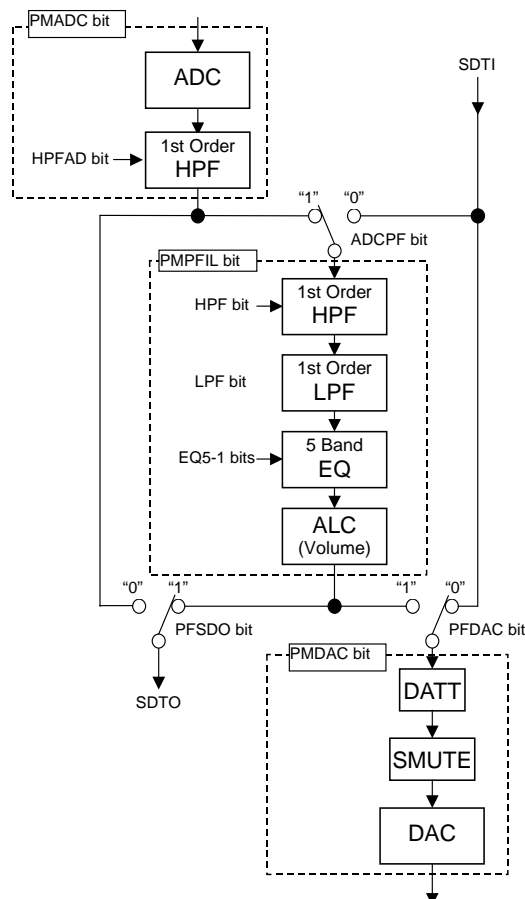 PMADC bit
ADC
SDTI
1st Order
HPF
HPFAD bit
“1”
“0”
ADCPF bit
PMPFIL bit
1st Order
HPF
HPF bit
1st Order
LPF
LPF bit
5 Band
EQ
EQ5-1 bits
ALC
(Volume)
“0”
“1”
“1”
“0”
PFSDO bit
PFDAC bit
PMDAC bit
SDTO
DATT
SMUTE
DAC